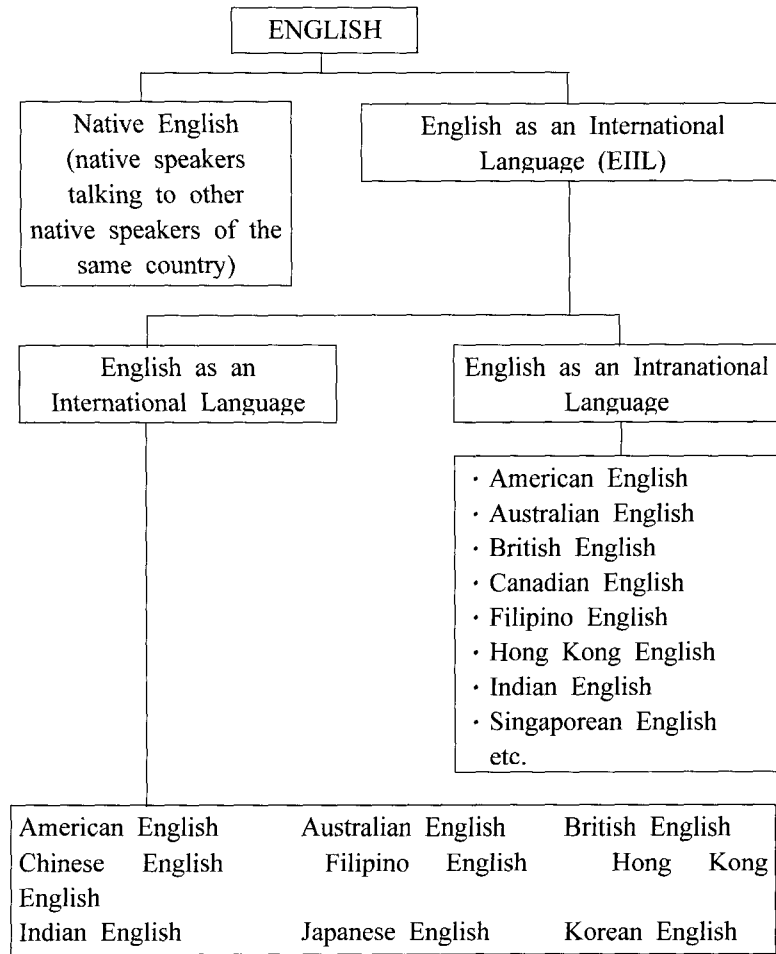 ENGLISH
Native English
(native speakers
talking to other
native speakers of the
same country)
English as an International
Language (EIIL)
English as an
International Language
English as an Intranational
Language
· American English
· Australian English
· British English
· Canadian English
· Filipino English
· Hong Kong English
· Indian English
· Singaporean English
etc.
American English Australian English British English
Chinese English Filipino English Hong Kong
English
Indian English Japanese English Korean English